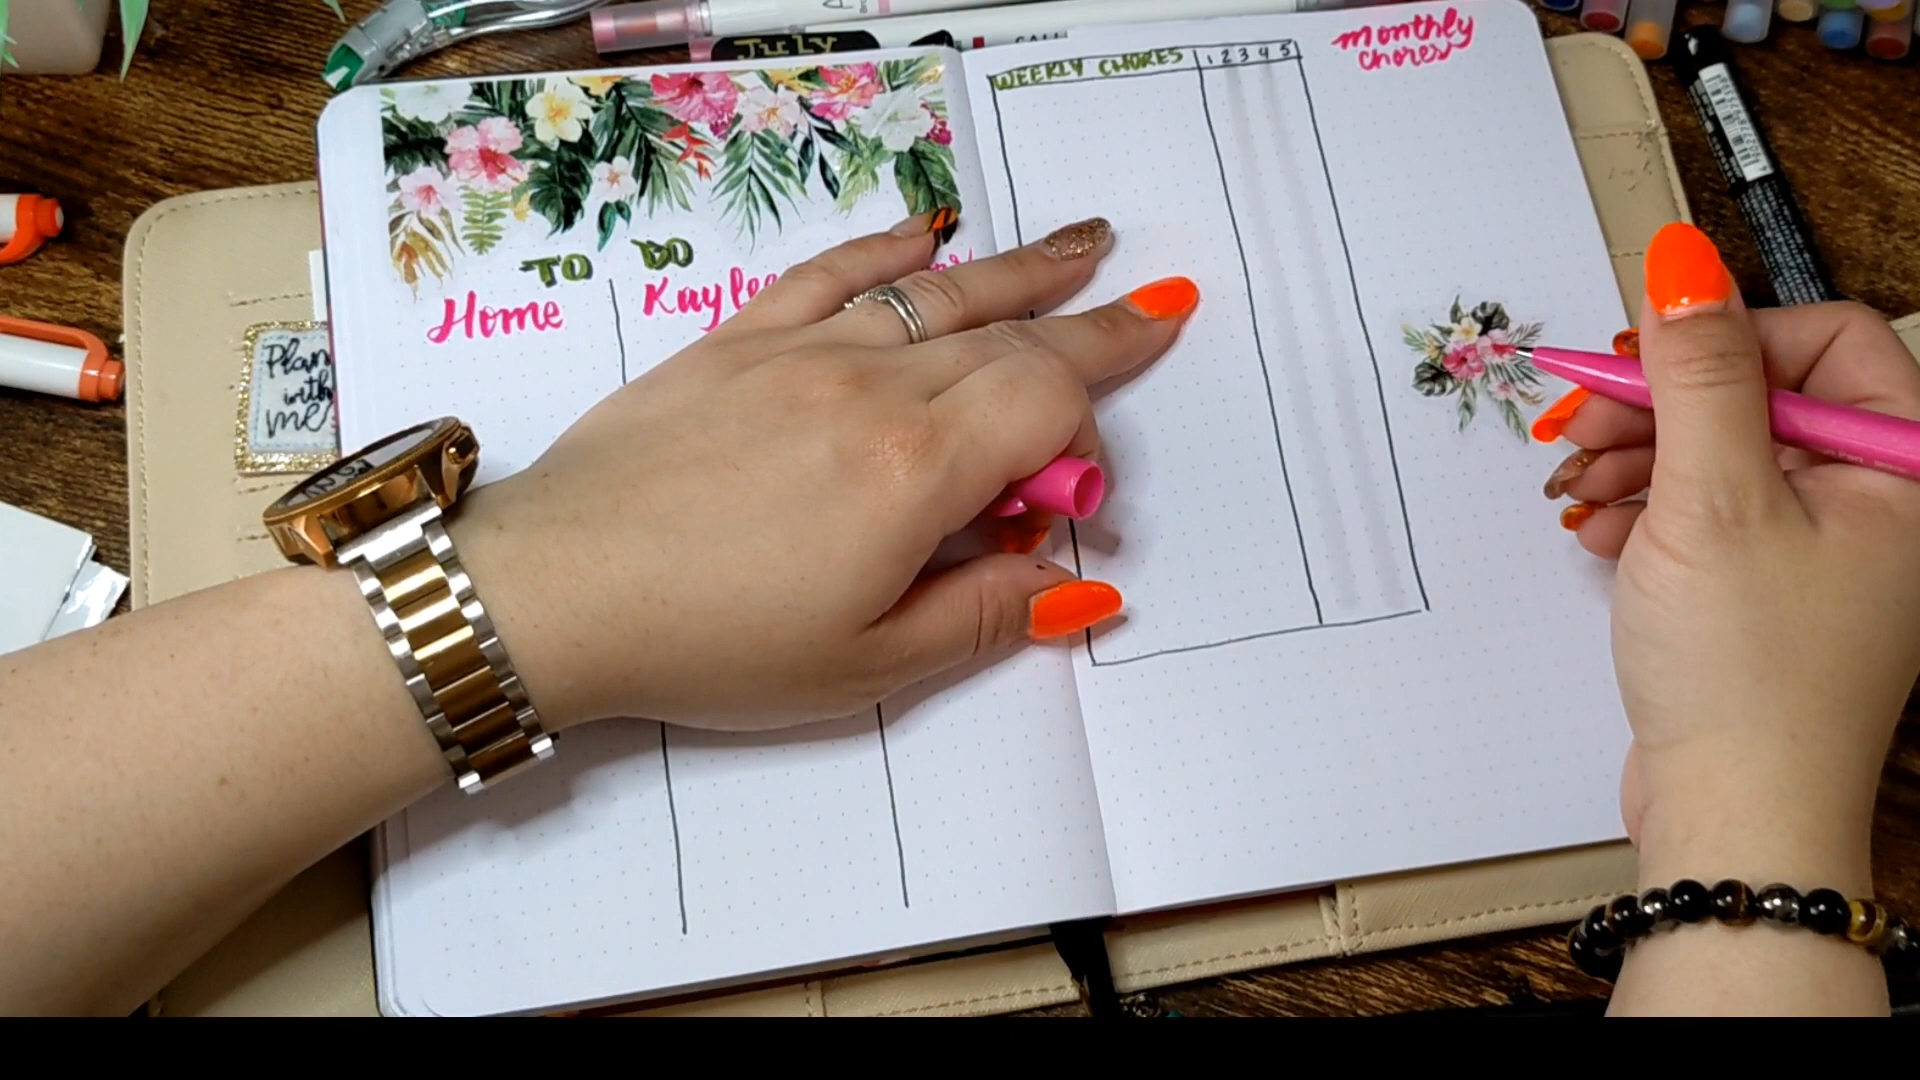 July
WEEKLY CHORES 1 2 3 4 5
monthly
chores
TO DO
Home
Kaylee
Plan
with
me